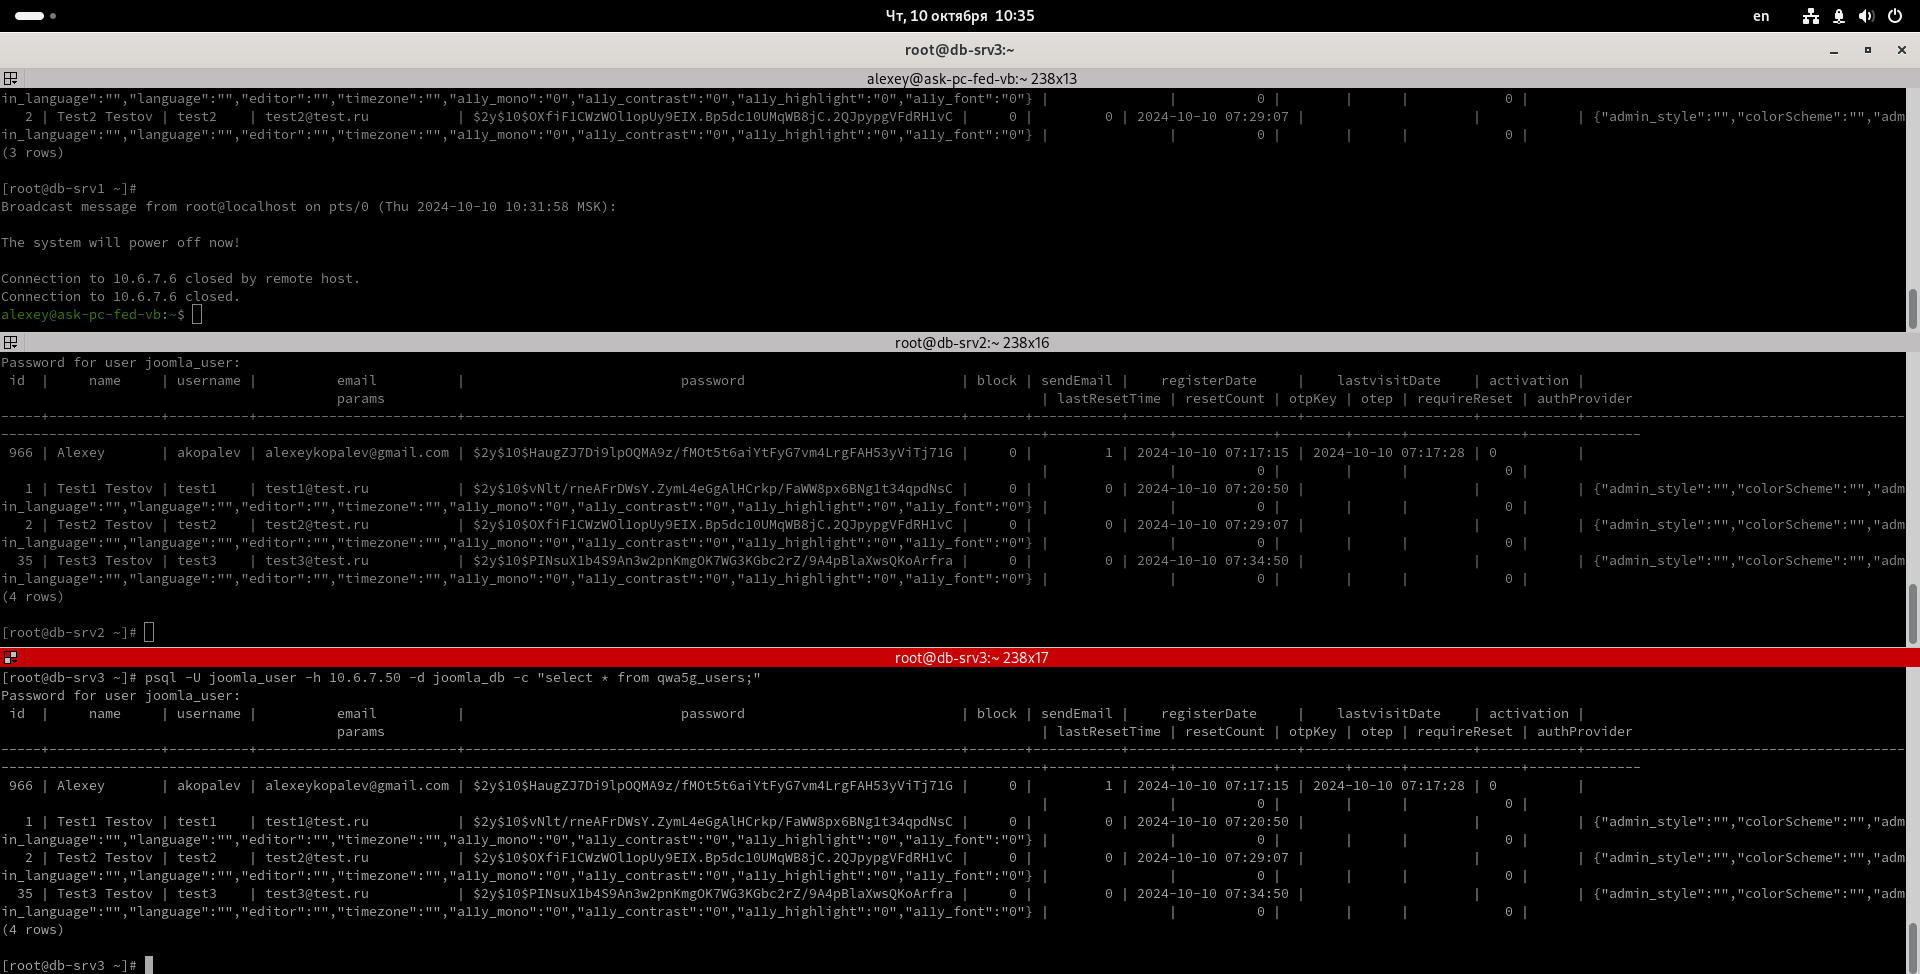 Чт, 10 октября 10:35
en
root@db-srv3:~
alexey@ask-pc-fed-vb:~ 238x13
in_language":"","language":"","editor":"","timezone":"","a11y_mono":"0","a11y_contrast":"0","a11y_highlight":"0","a11y_font":"0"} | | 0 | | | 0 |
2 | Test2 Testov | test2 | test2@test.ru | $2y$10$OXfiF1CWzWOl1opUy9EIX.Bp5dc10UMqWB8jC.2QJpypgVFdRH1vC | 0 | 0 | 2024-10-10 07:29:07 | | | {"admin_style":"","colorScheme":"","adm
in_language":"","language":"","editor":"","timezone":"","a11y_mono":"0","a11y_contrast":"0","a11y_highlight":"0","a11y_font":"0"} | | 0 | | | 0 |
(3 rows)
[root@db-srv1 ~]#
Broadcast message from root@localhost on pts/0 (Thu 2024-10-10 10:31:58 MSK):
The system will power off now!
Connection to 10.6.7.6 closed by remote host.
Connection to 10.6.7.6 closed.
alexey@ask-pc-fed-vb:~$
root@db-srv2:~ 238x16
Password for user joomla_user:
id | name | username | email | password | block | sendEmail | registerDate | lastvisitDate | activation |
params | lastResetTime | resetCount | otpKey | otep | requireReset | authProvider
966 | Alexey | akopalev | alexeykopalev@gmail.com | $2y$10$HaugZJ7Di9lpOQMA9z/fMOt5t6aiYtFyG7vm4LrgFAH53yViTj71G | 0 | 1 | 2024-10-10 07:17:15 | 2024-10-10 07:17:28 | 0 |
| | 0 | | | 0 |
1 | Test1 Testov | test1 | test1@test.ru | $2y$10$vNlt/rneAFrDWsY.ZymL4eGgAlHCrkp/FaWW8px6BNg1t34qpdNsC | 0 | 0 | 2024-10-10 07:20:50 | | | {"admin_style":"","colorScheme":"","adm
in_language":"","language":"","editor":"","timezone":"","a11y_mono":"0","a11y_contrast":"0","a11y_highlight":"0","a11y_font":"0"} | | 0 | | | 0 |
2 | Test2 Testov | test2 | test2@test.ru | $2y$10$OXfiF1CWzWOl1opUy9EIX.Bp5dc10UMqWB8jC.2QJpypgVFdRH1vC | 0 | 0 | 2024-10-10 07:29:07 | | | {"admin_style":"","colorScheme":"","adm
in_language":"","language":"","editor":"","timezone":"","a11y_mono":"0","a11y_contrast":"0","a11y_highlight":"0","a11y_font":"0"} | | 0 | | | 0 |
35 | Test3 Testov | test3 | test3@test.ru | $2y$10$PINsuX1b4S9An3w2pnKmgOK7WG3KGbc2rZ/9A4pBlaXwsQKoArfra | 0 | 0 | 2024-10-10 07:34:50 | | | {"admin_style":"","colorScheme":"","adm
in_language":"","language":"","editor":"","timezone":"","a11y_mono":"0","a11y_contrast":"0","a11y_highlight":"0","a11y_font":"0"} | | 0 | | | 0 |
(4 rows)
[root@db-srv2 ~]#
root@db-srv3:~ 238x17
[root@db-srv3 ~]# psql -U joomla_user -h 10.6.7.50 -d joomla_db -c "select * from qwa5g_users;"
Password for user joomla_user:
id | name | username | email | password | block | sendEmail | registerDate | lastvisitDate | activation |
params | lastResetTime | resetCount | otpKey | otep | requireReset | authProvider
966 | Alexey | akopalev | alexeykopalev@gmail.com | $2y$10$HaugZJ7Di9lpOQMA9z/fMOt5t6aiYtFyG7vm4LrgFAH53yViTj71G | 0 | 1 | 2024-10-10 07:17:15 | 2024-10-10 07:17:28 | 0 |
| | 0 | | | 0 |
1 | Test1 Testov | test1 | test1@test.ru | $2y$10$vNlt/rneAFrDWsY.ZymL4eGgAlHCrkp/FaWW8px6BNg1t34qpdNsC | 0 | 0 | 2024-10-10 07:20:50 | | | {"admin_style":"","colorScheme":"","adm
in_language":"","language":"","editor":"","timezone":"","a11y_mono":"0","a11y_contrast":"0","a11y_highlight":"0","a11y_font":"0"} | | 0 | | | 0 |
2 | Test2 Testov | test2 | test2@test.ru | $2y$10$OXfiF1CWzWOl1opUy9EIX.Bp5dc10UMqWB8jC.2QJpypgVFdRH1vC | 0 | 0 | 2024-10-10 07:29:07 | | | {"admin_style":"","colorScheme":"","adm
in_language":"","language":"","editor":"","timezone":"","a11y_mono":"0","a11y_contrast":"0","a11y_highlight":"0","a11y_font":"0"} | | 0 | | | 0 |
35 | Test3 Testov | test3 | test3@test.ru | $2y$10$PINsuX1b4S9An3w2pnKmgOK7WG3KGbc2rZ/9A4pBlaXwsQKoArfra | 0 | 0 | 2024-10-10 07:34:50 | | | {"admin_style":"","colorScheme":"","adm
in_language":"","language":"","editor":"","timezone":"","a11y_mono":"0","a11y_contrast":"0","a11y_highlight":"0","a11y_font":"0"} | | 0 | | | 0 |
(4 rows)
[root@db-srv3 ~]#